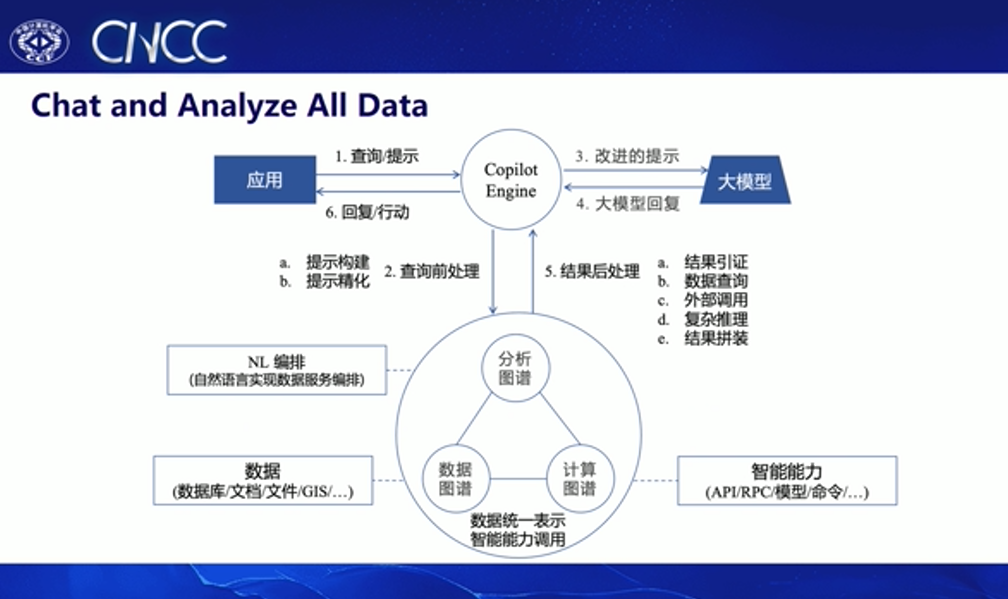 CCF
CNCC
Chat and Analyze All Data
应用
1. 查询/提示
6. 回复/行动
Copilot
Engine
3. 改进的提示
4. 大模型回复
大模型
a. 提示构建
b. 提示精化
2. 查询前处理
5. 结果后处理
a. 结果引证
b. 数据查询
c. 外部调用
d. 复杂推理
e. 结果拼装
NL 编排
(自然语言实现数据服务编排)
分析
图谱
数据
(数据库/文档/文件/GIS/…)
数据
图谱
计算
图谱
智能能力
(API/RPC/模型/命令/…)
数据统一表示
智能能力调用